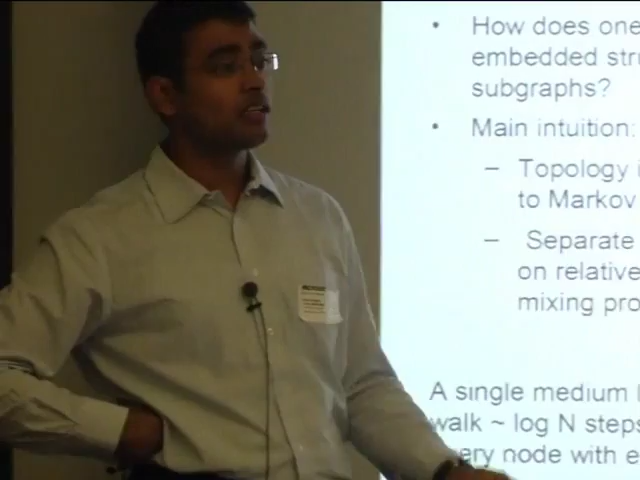 • How does one
embedded stru
subgraphs?
• Main intuition:
– Topology i
to Markov
– Separate
on relative
mixing pro
A single medium l
walk ~ log N steps
ery node with e